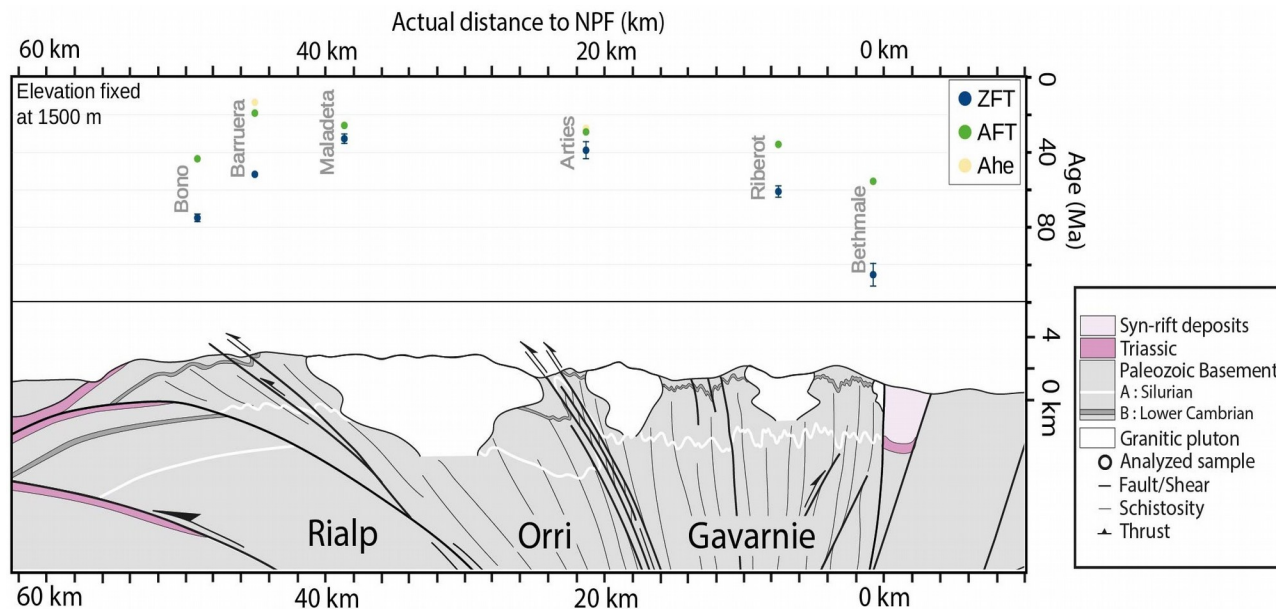 Actual distance to NPF (km)
60 km 40 km 20 km 0 km
Elevation fixed
at 1500 m
Bono
Barruera
Maladeta
Arties
Riberot
Bethmale
ZFT
AFT
Ahe
0
40
80
Age (Ma)
4
0 km
Rialp
Orri
Gavarnie
60 km 40 km 20 km 0 km
Syn-rift deposits
Triassic
Paleozoic Basement
A : Silurian
B : Lower Cambrian
Granitic pluton
Analyzed sample
Fault/Shear
Schistosity
Thrust